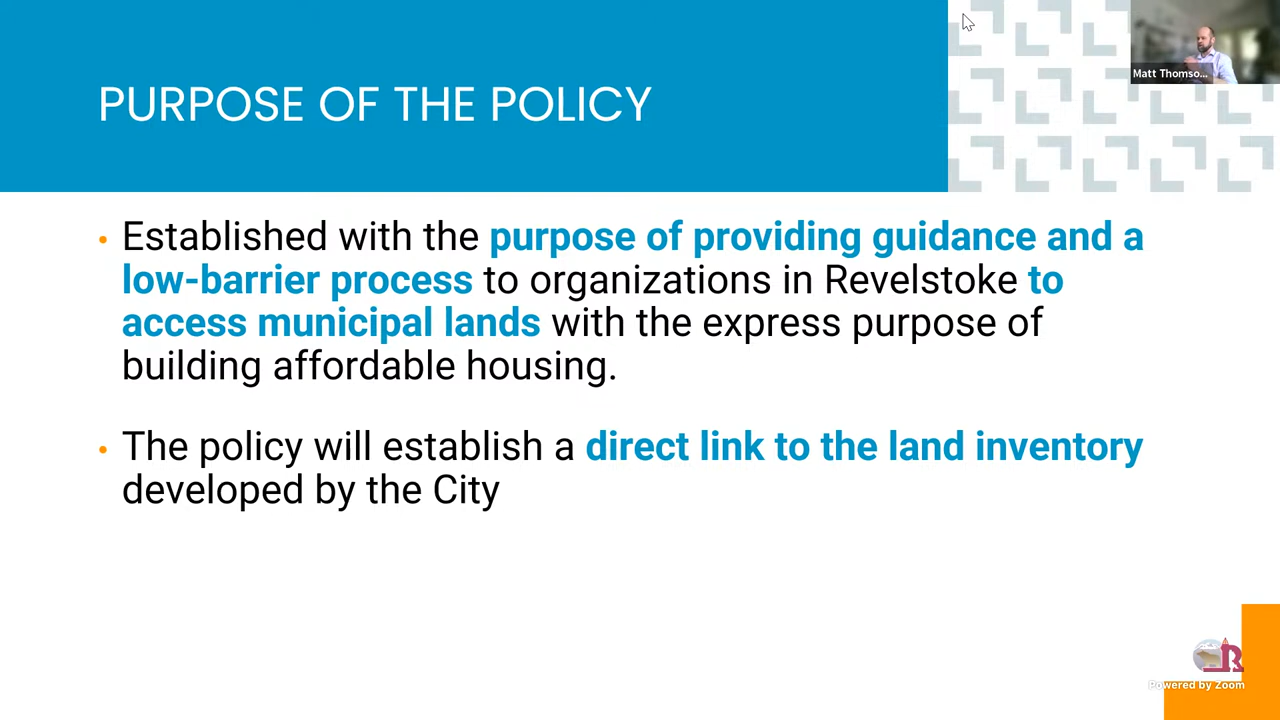 Matt Thomso...
PURPOSE OF THE POLICY
• Established with the purpose of providing guidance and a
low-barrier process to organizations in Revelstoke to
access municipal lands with the express purpose of
building affordable housing.
• The policy will establish a direct link to the land inventory
developed by the City
R
Powered by Zoom